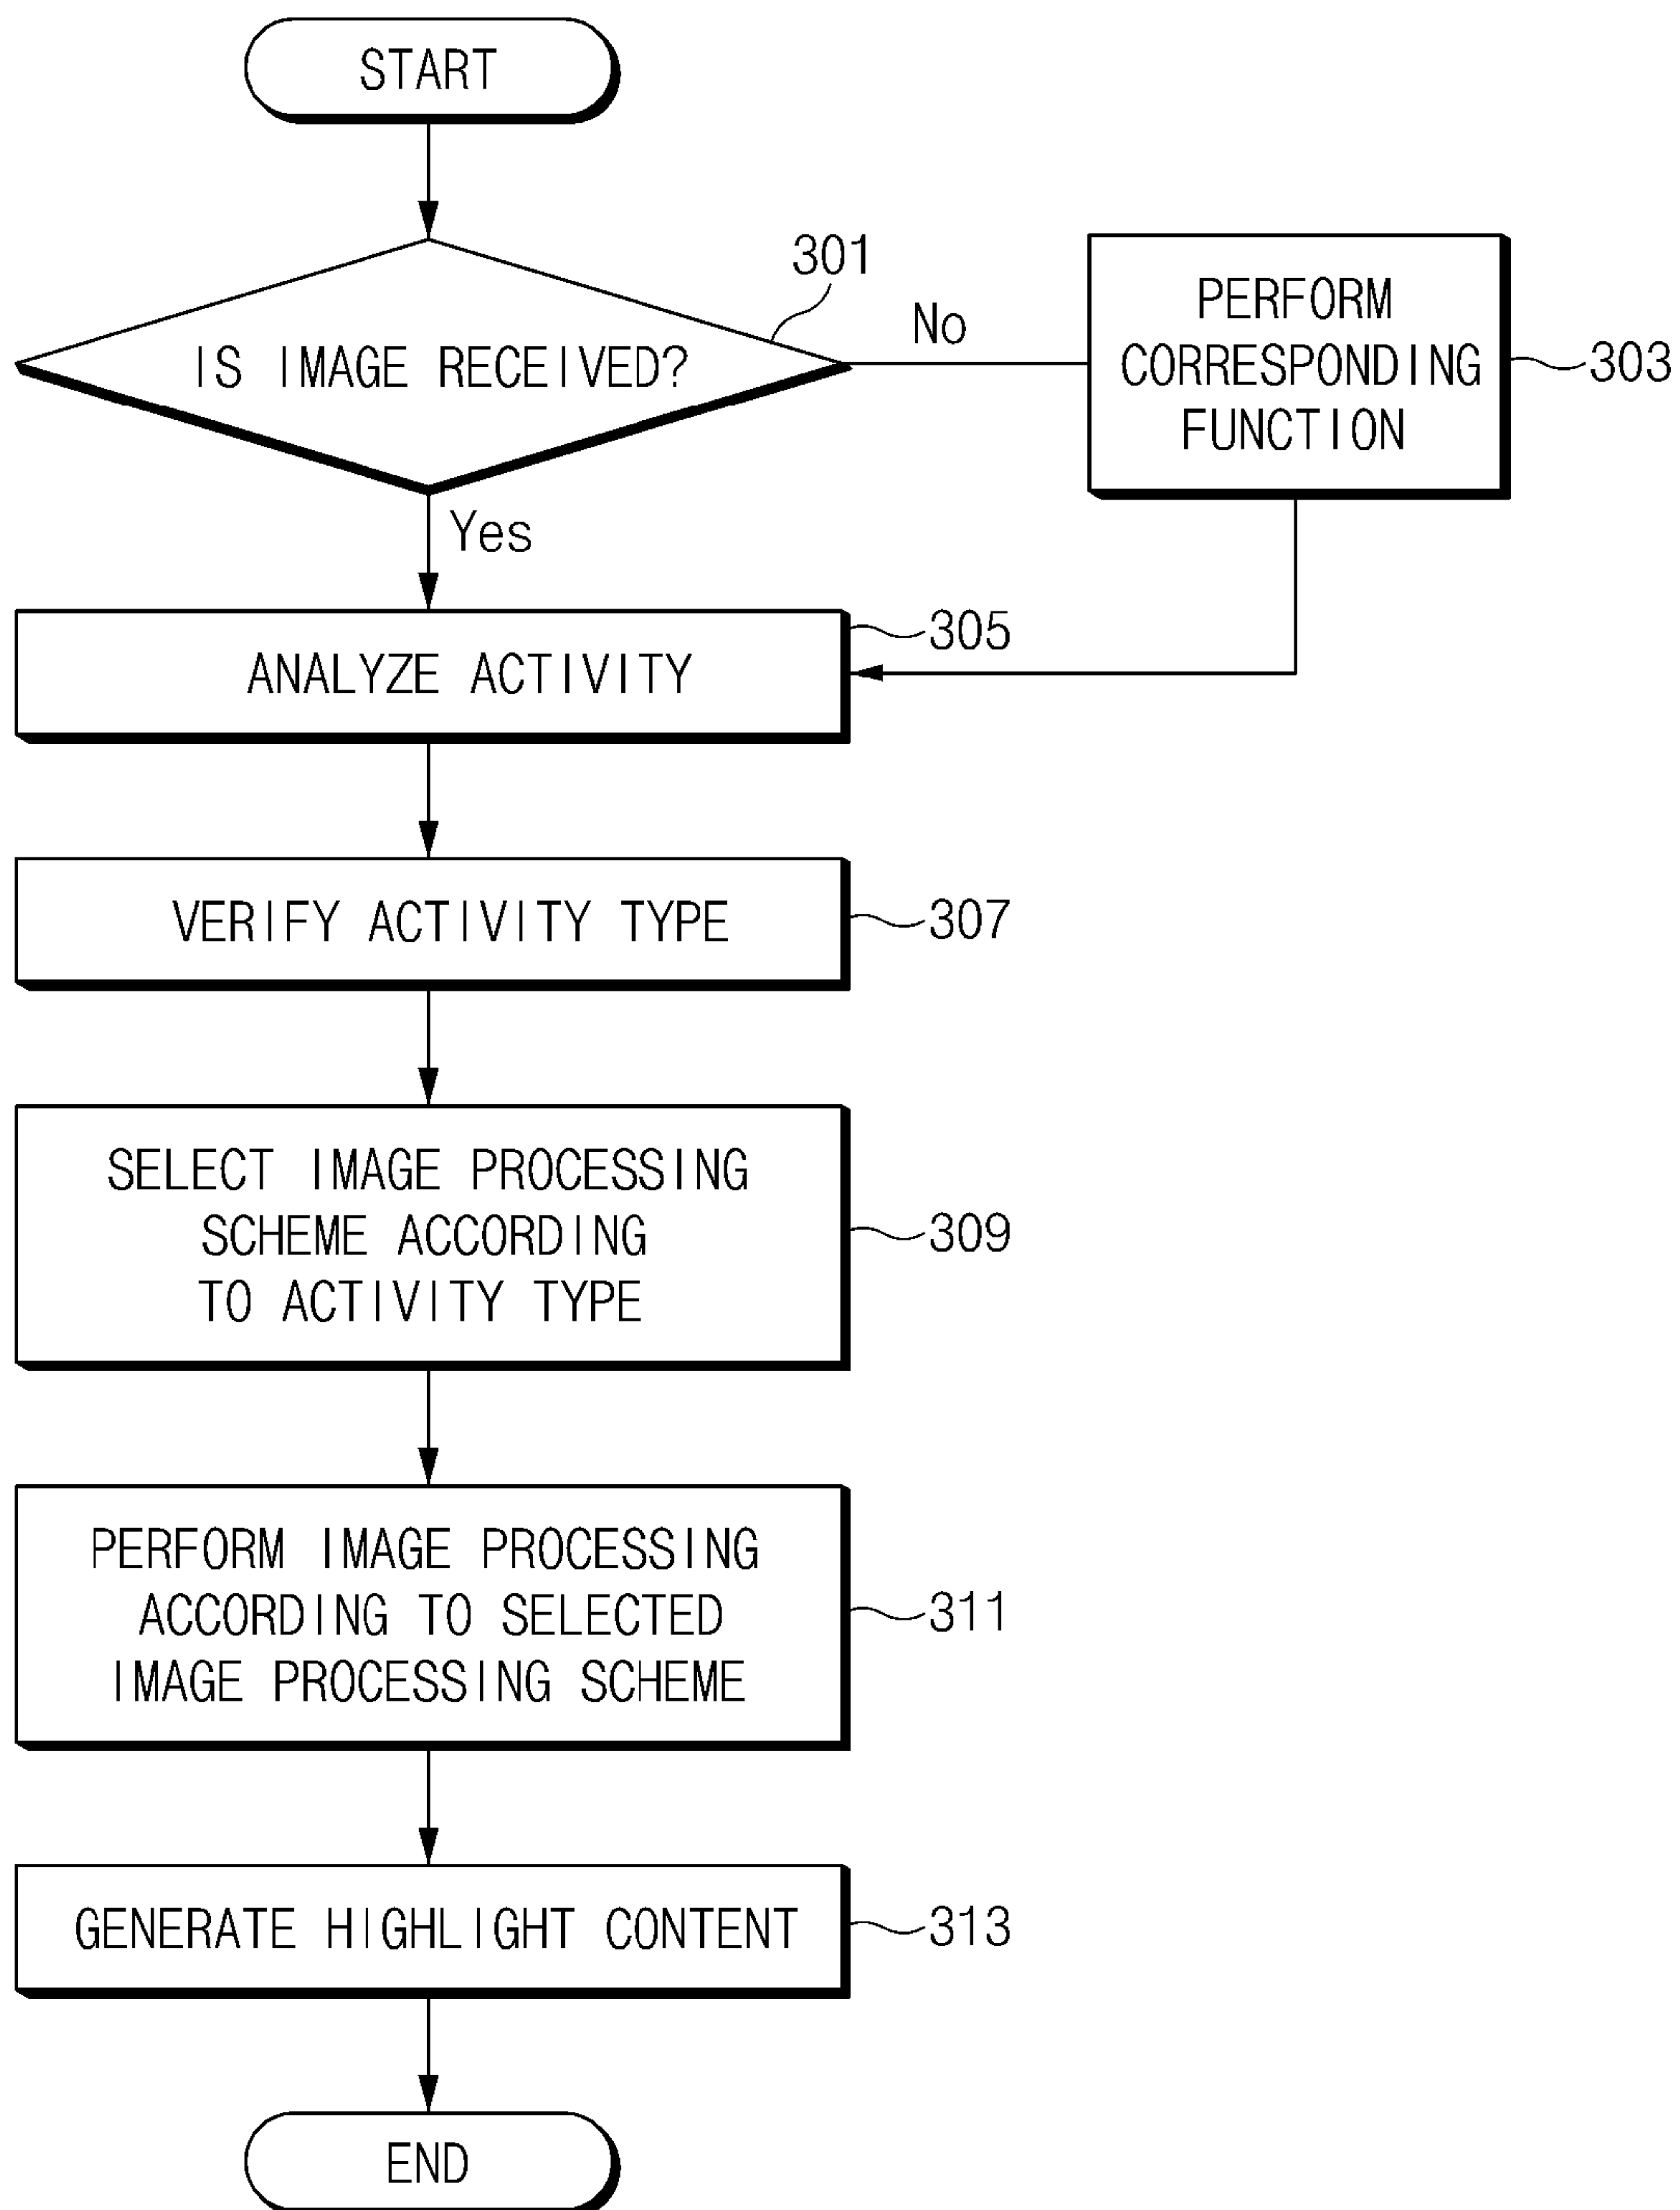 START
301
IS IMAGE RECEIVED?
No
PERFORM
CORRESPONDING
FUNCTION
303
Yes
305
ANALYZE ACTIVITY
VERIFY ACTIVITY TYPE
307
SELECT IMAGE PROCESSING
SCHEME ACCORDING
TO ACTIVITY TYPE
309
PERFORM IMAGE PROCESSING
ACCORDING TO SELECTED
IMAGE PROCESSING SCHEME
311
GENERATE HIGHLIGHT CONTENT
313
END